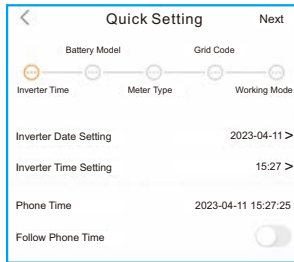 < Quick Setting Next
Battery Model Grid Code
Inverter Time Meter Type Working Mode
Inverter Date Setting 2023-04-11 >
Inverter Time Setting 15:27 >
Phone Time 2023-04-11 15:27:25
Follow Phone Time